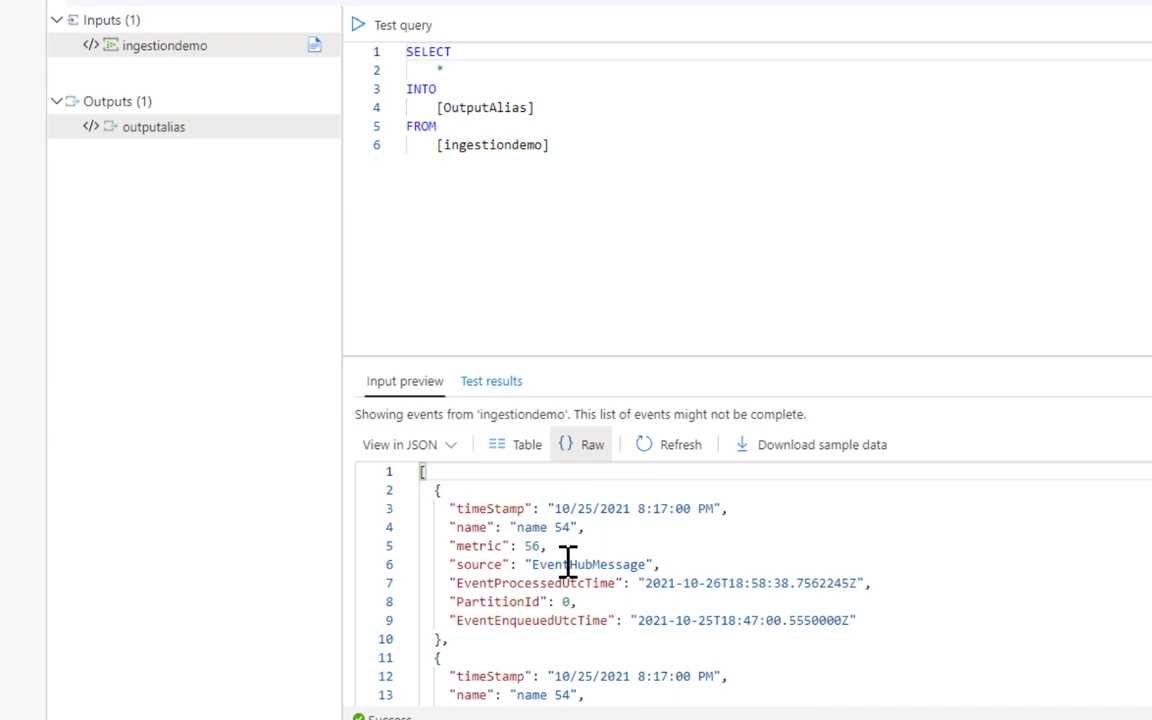 Inputs (1)
</> ingestiondemo
Outputs (1)
</> outputalias
Test query
1 SELECT
2 *
3 INTO
4 [OutputAlias]
5 FROM
6 [ingestiondemo]
Input preview Test results
Showing events from 'ingestiondemo'. This list of events might not be complete.
View in JSON Table {} Raw Refresh Download sample data
1 [
2 {
3 "timeStamp": "10/25/2021 8:17:00 PM",
4 "name": "name 54",
5 "metric": 56,
6 "source": "EventHubMessage",
7 "EventProcessedUtcTime": "2021-10-26T18:58:38.7562245Z",
8 "PartitionId": 0,
9 "EventEnqueuedUtcTime": "2021-10-25T18:47:00.5550000Z"
10 },
11 {
12 "timeStamp": "10/25/2021 8:17:00 PM",
13 "name": "name 54",
Success